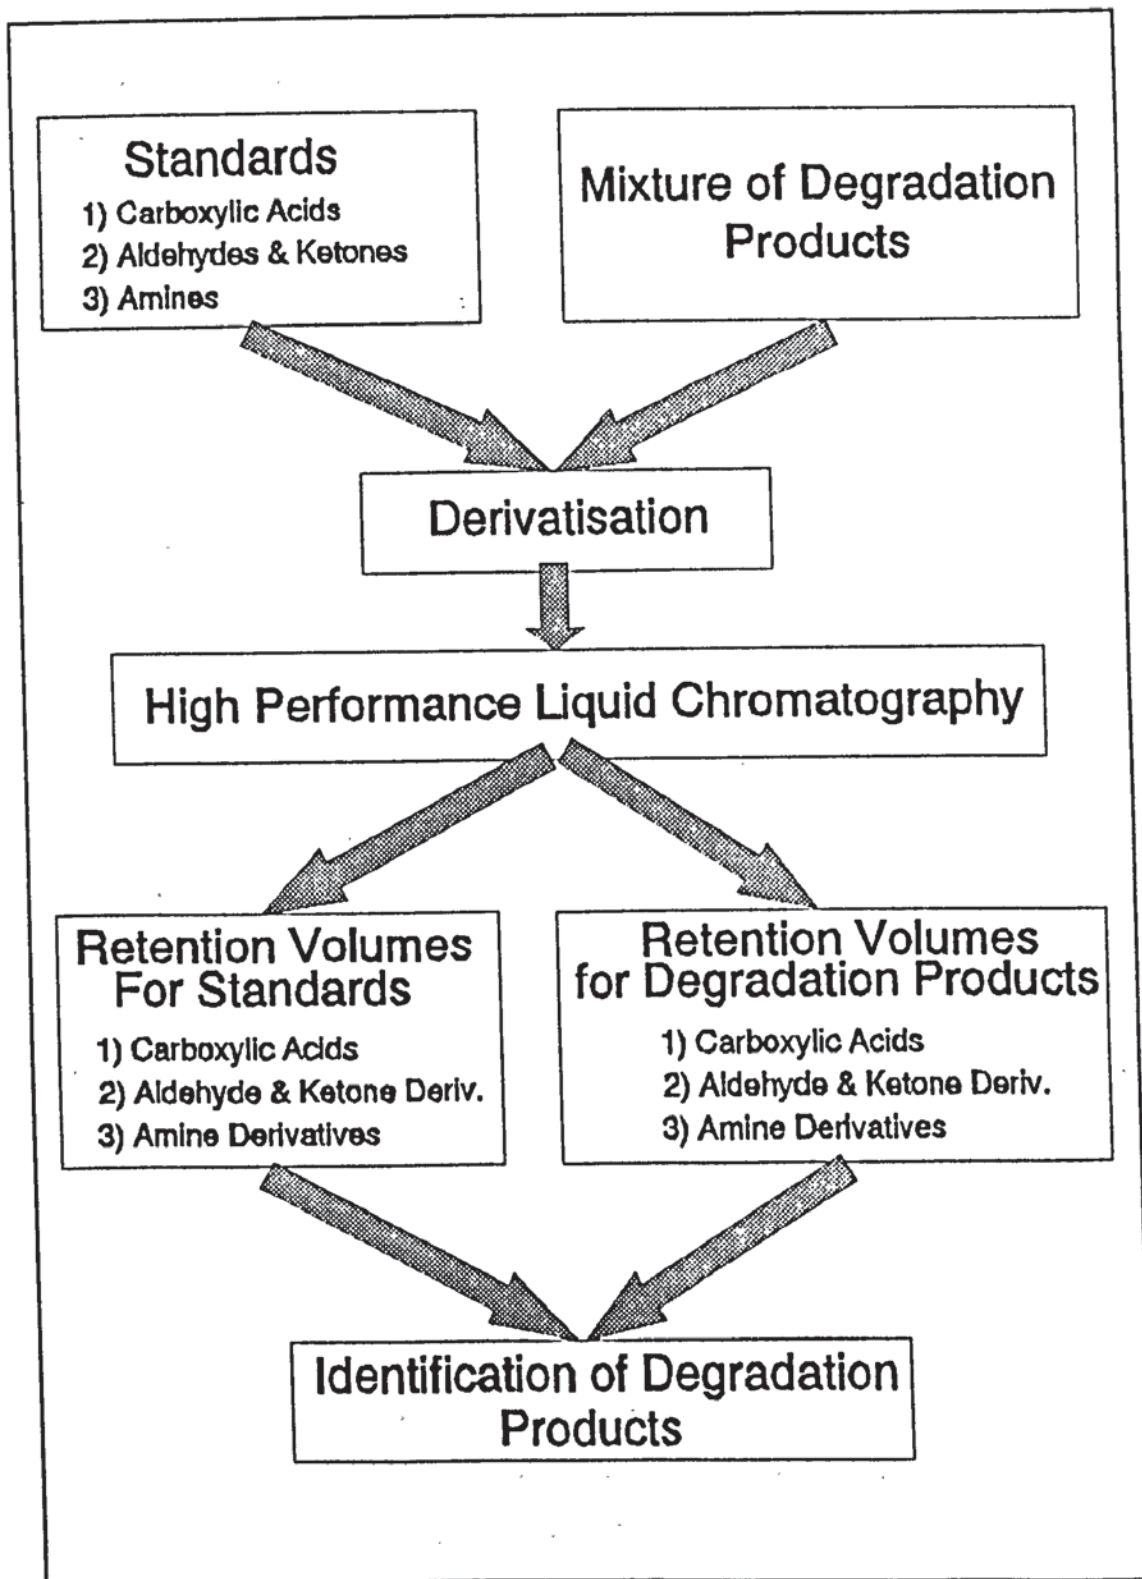 Standards
1) Carboxylic Acids
2) Aldehydes & Ketones
3) Amines
Mixture of Degradation
Products
Derivatisation
High Performance Liquid Chromatography
Retention Volumes
For Standards
1) Carboxylic Acids
2) Aldehyde & Ketone Deriv.
3) Amine Derivatives
Retention Volumes
for Degradation Products
1) Carboxylic Acids
2) Aldehyde & Ketone Deriv.
3) Amine Derivatives
Identification of Degradation
Products